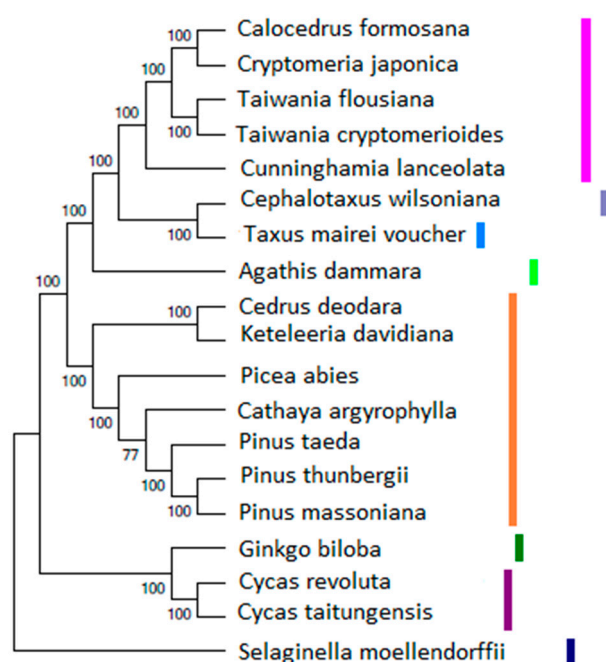 Calocedrus formosana
100
Cryptomeria japonica
100
100
Taiwania flousiana
100
Taiwania cryptomerioides
100
Cunninghamia lanceolata
Cephalotaxus wilsoniana
100
100
Taxus mairei voucher
Agathis dammara
100
Cedrus deodara
100
Keteleeria davidiana
100
Picea abies
100
Cathaya argyrophylla
77
Pinus taeda
100
Pinus thunbergii
100
Pinus massoniana
Ginkgo biloba
100
Cycas revoluta
100
Cycas taitungensis
Selaginella moellendorffii